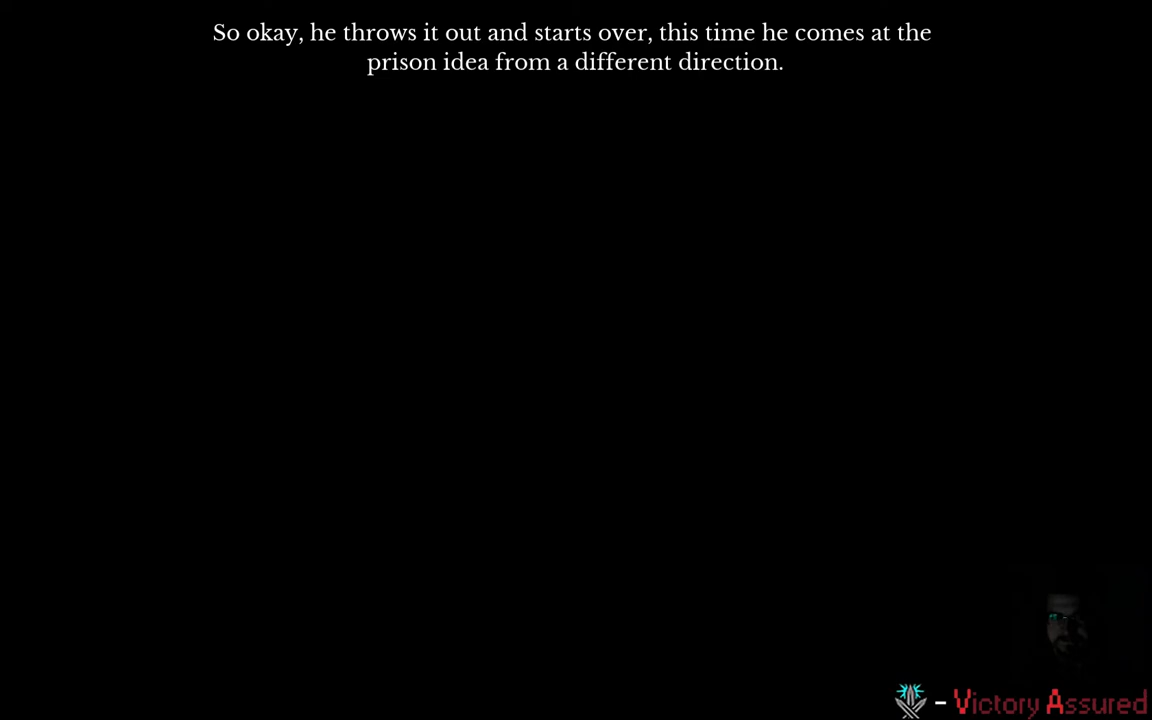 So okay, he throws it out and starts over, this time he comes at the
prison idea from a different direction.
- Victory Assured